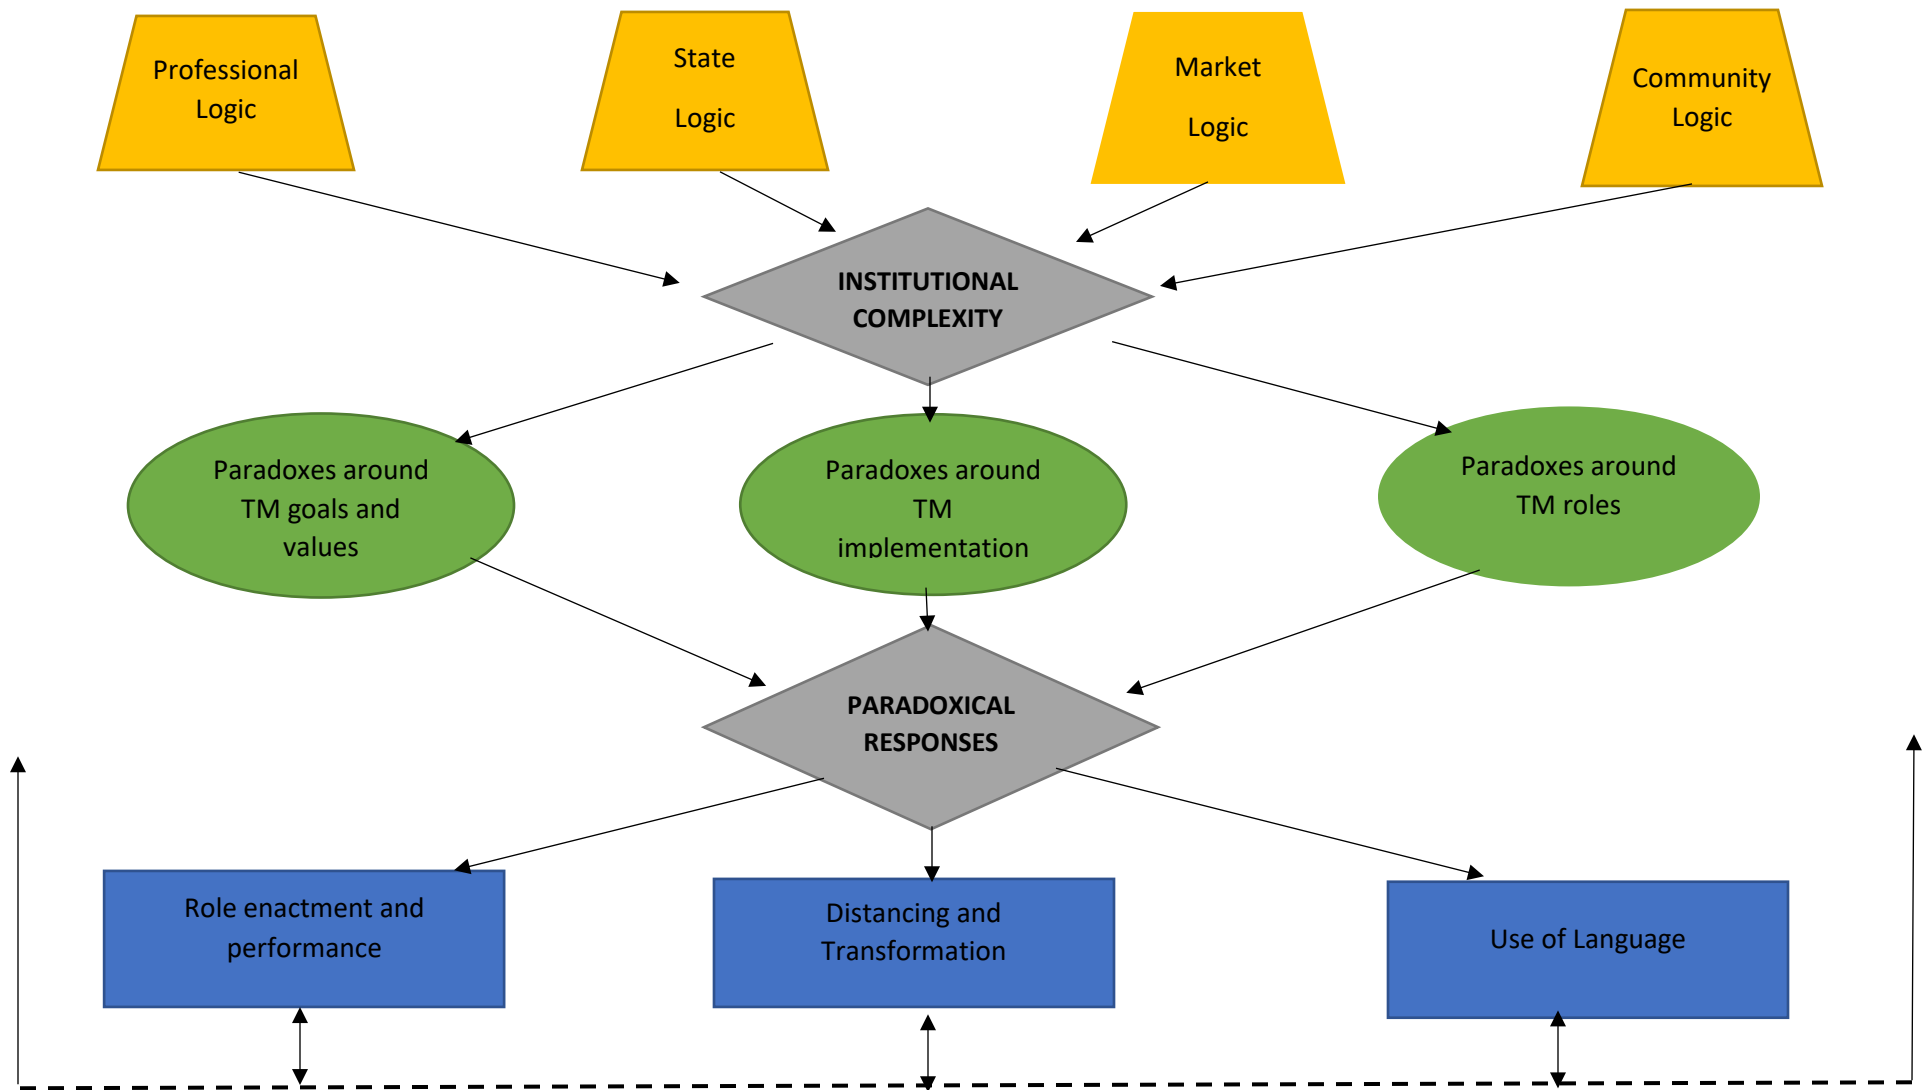 Professional
Logic
State
Logic
Market
Logic
Community
Logic
INSTITUTIONAL
COMPLEXITY
Paradoxes around
TM goals and
values
Paradoxes around
TM
implementation
Paradoxes around
TM roles
PARADOXICAL
RESPONSES
Role enactment and
performance
Distancing and
Transformation
Use of Language